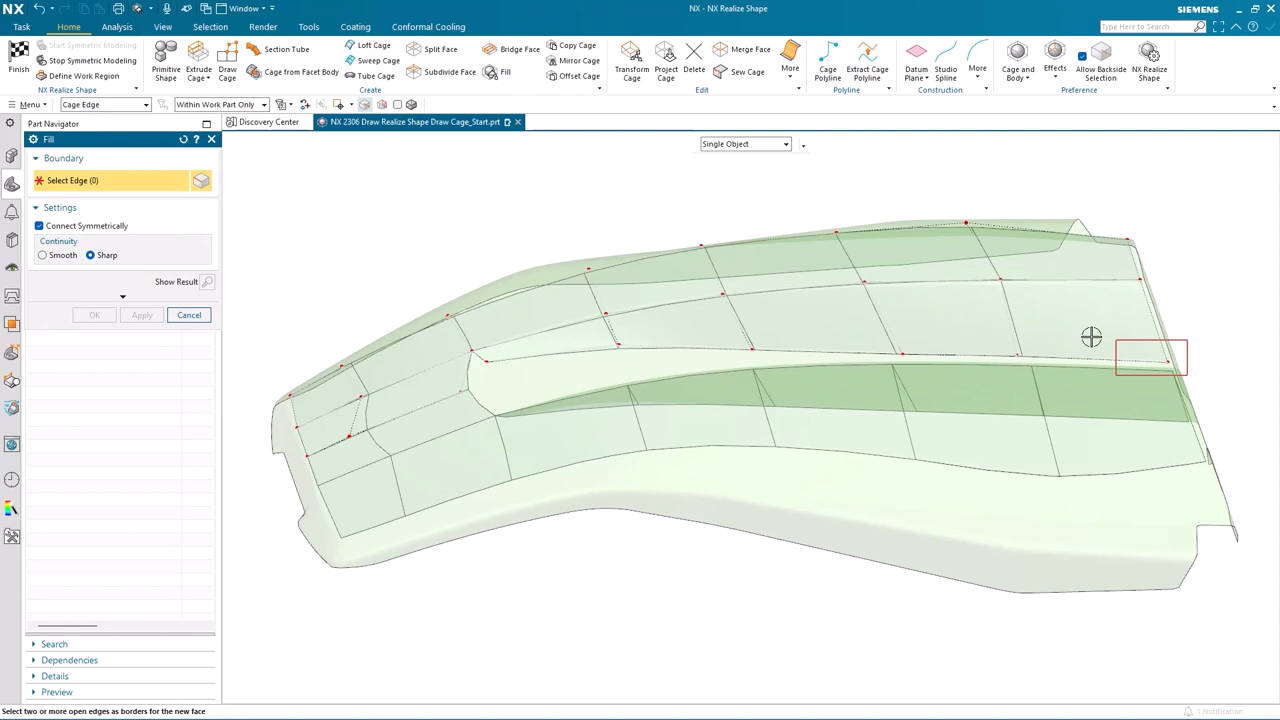 NX
Window
NX - NX Realize Shape
SIEMENS
Task
Home
Analysis
View
Selection
Render
Tools
Coating
Conformal Cooling
Type Here to Search
Finish
Start Symmetric Modeling
Stop Symmetric Modeling
Define Work Region
NX Realize Shape
Primitive Shape
Extrude Cage
Draw Cage
Section Tube
Cage from Facet Body
Loft Cage
Sweep Cage
Tube Cage
Split Face
Subdivide Face
Bridge Face
Fill
Copy Cage
Mirror Cage
Offset Cage
Create
Transform Cage
Project Cage
Delete
Merge Face
Sew Cage
More
Edit
Cage Polyline
Extract Cage Polyline
Polyline
Datum Plane
Studio Spline
More
Construction
Cage and Body
Effects
Allow Backside Selection
NX Realize Shape
Preference
Menu
Cage Edge
Within Work Part Only
Part Navigator
Discovery Center
NX 2306 Draw Realize Shape Draw Cage_Start.prt
Fill
Single Object
Boundary
Select Edge (0)
Settings
Connect Symmetrically
Continuity
Smooth
Sharp
Show Result
OK
Apply
Cancel
Search
Dependencies
Details
Preview
Select two or more open edges as borders for the new face
1 Notification